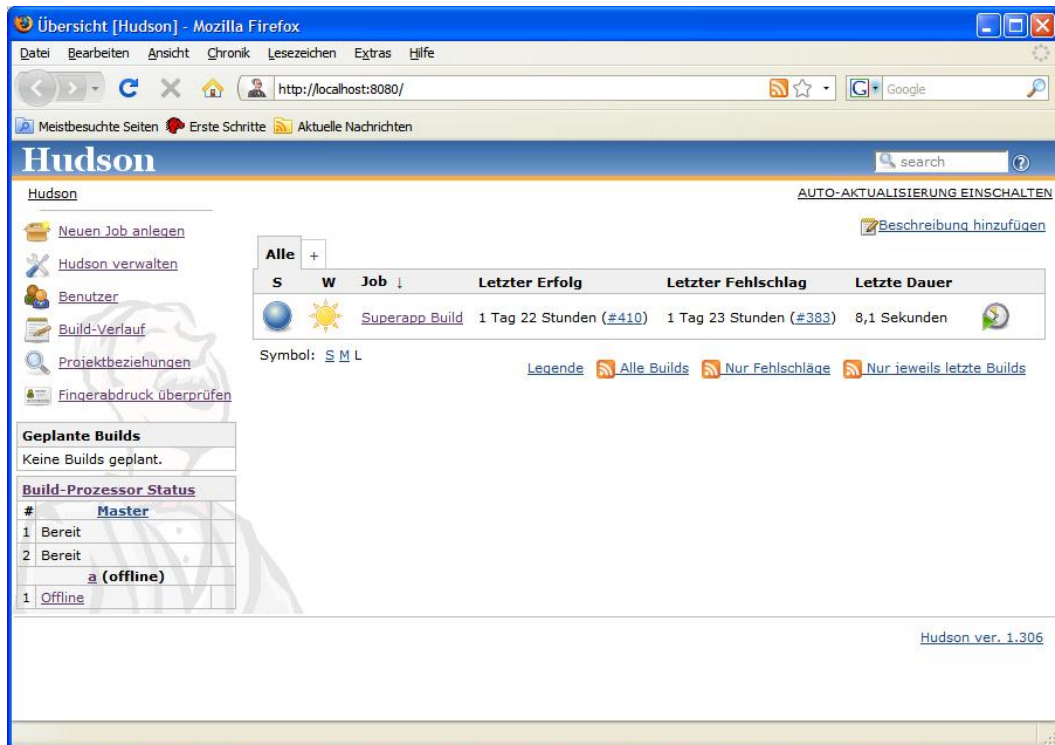 Übersicht [Hudson] - Mozilla Firefox
Datei Bearbeiten Ansicht Chronik Lesezeichen Extras Hilfe
http://localhost:8080/ G Google
Meistbesuchte Seiten Erste Schritte Aktuelle Nachrichten
Hudson search ?
Hudson AUTO-AKTUALISIERUNG EINSCHALTEN
Beschreibung hinzufügen
Neuen Job anlegen
Hudson verwalten
Benutzer
Build-Verlauf
Projektbeziehungen
Fingerabdruck überprüfen
Geplante Builds
Keine Builds geplant.
Build-Prozessor Status
# Master
1 Bereit
2 Bereit
a (offline)
1 Offline
Alle +
S W Job ↓ Letzter Erfolg Letzter Fehlschlag Letzte Dauer
Superapp Build 1 Tag 22 Stunden (#410) 1 Tag 23 Stunden (#383) 8,1 Sekunden
Symbol: S M L
Legende Alle Builds Nur Fehlschläge Nur jeweils letzte Builds
Hudson ver. 1.306